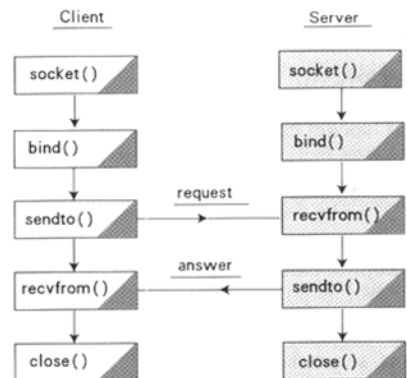 Client
Server
socket()
socket()
bind()
bind()
request
sendto()
recvfrom()
answer
recvfrom()
sendto()
close()
close()